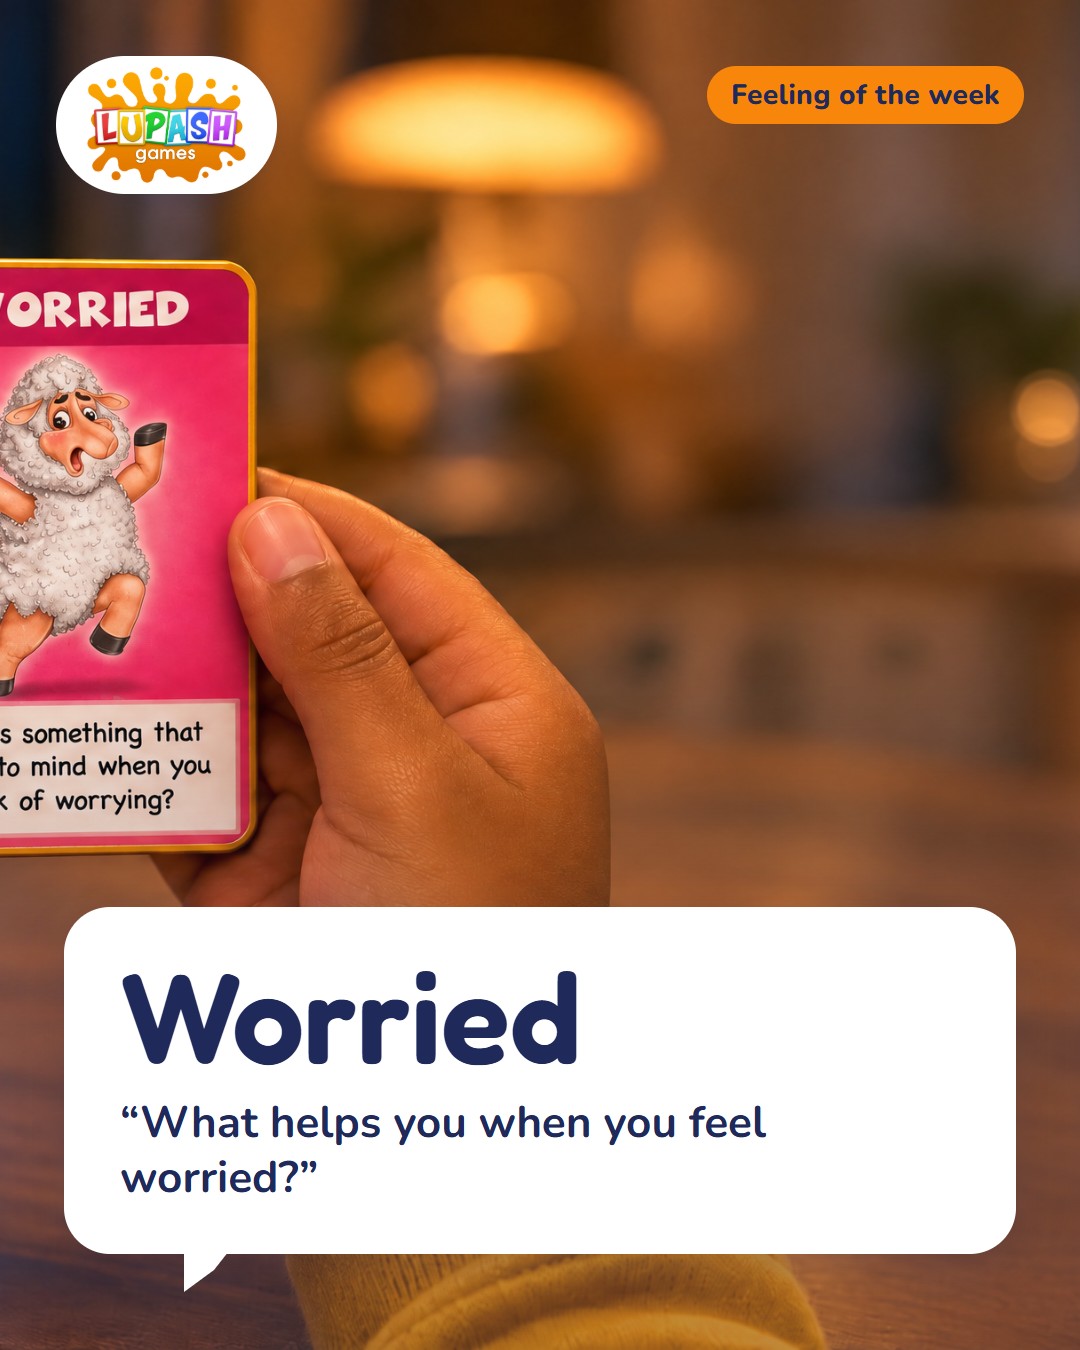 LUPASH
games
Feeling of the week
WORRIED
s something that
to mind when you
k of worrying?
Worried
“What helps you when you feel
worried?”